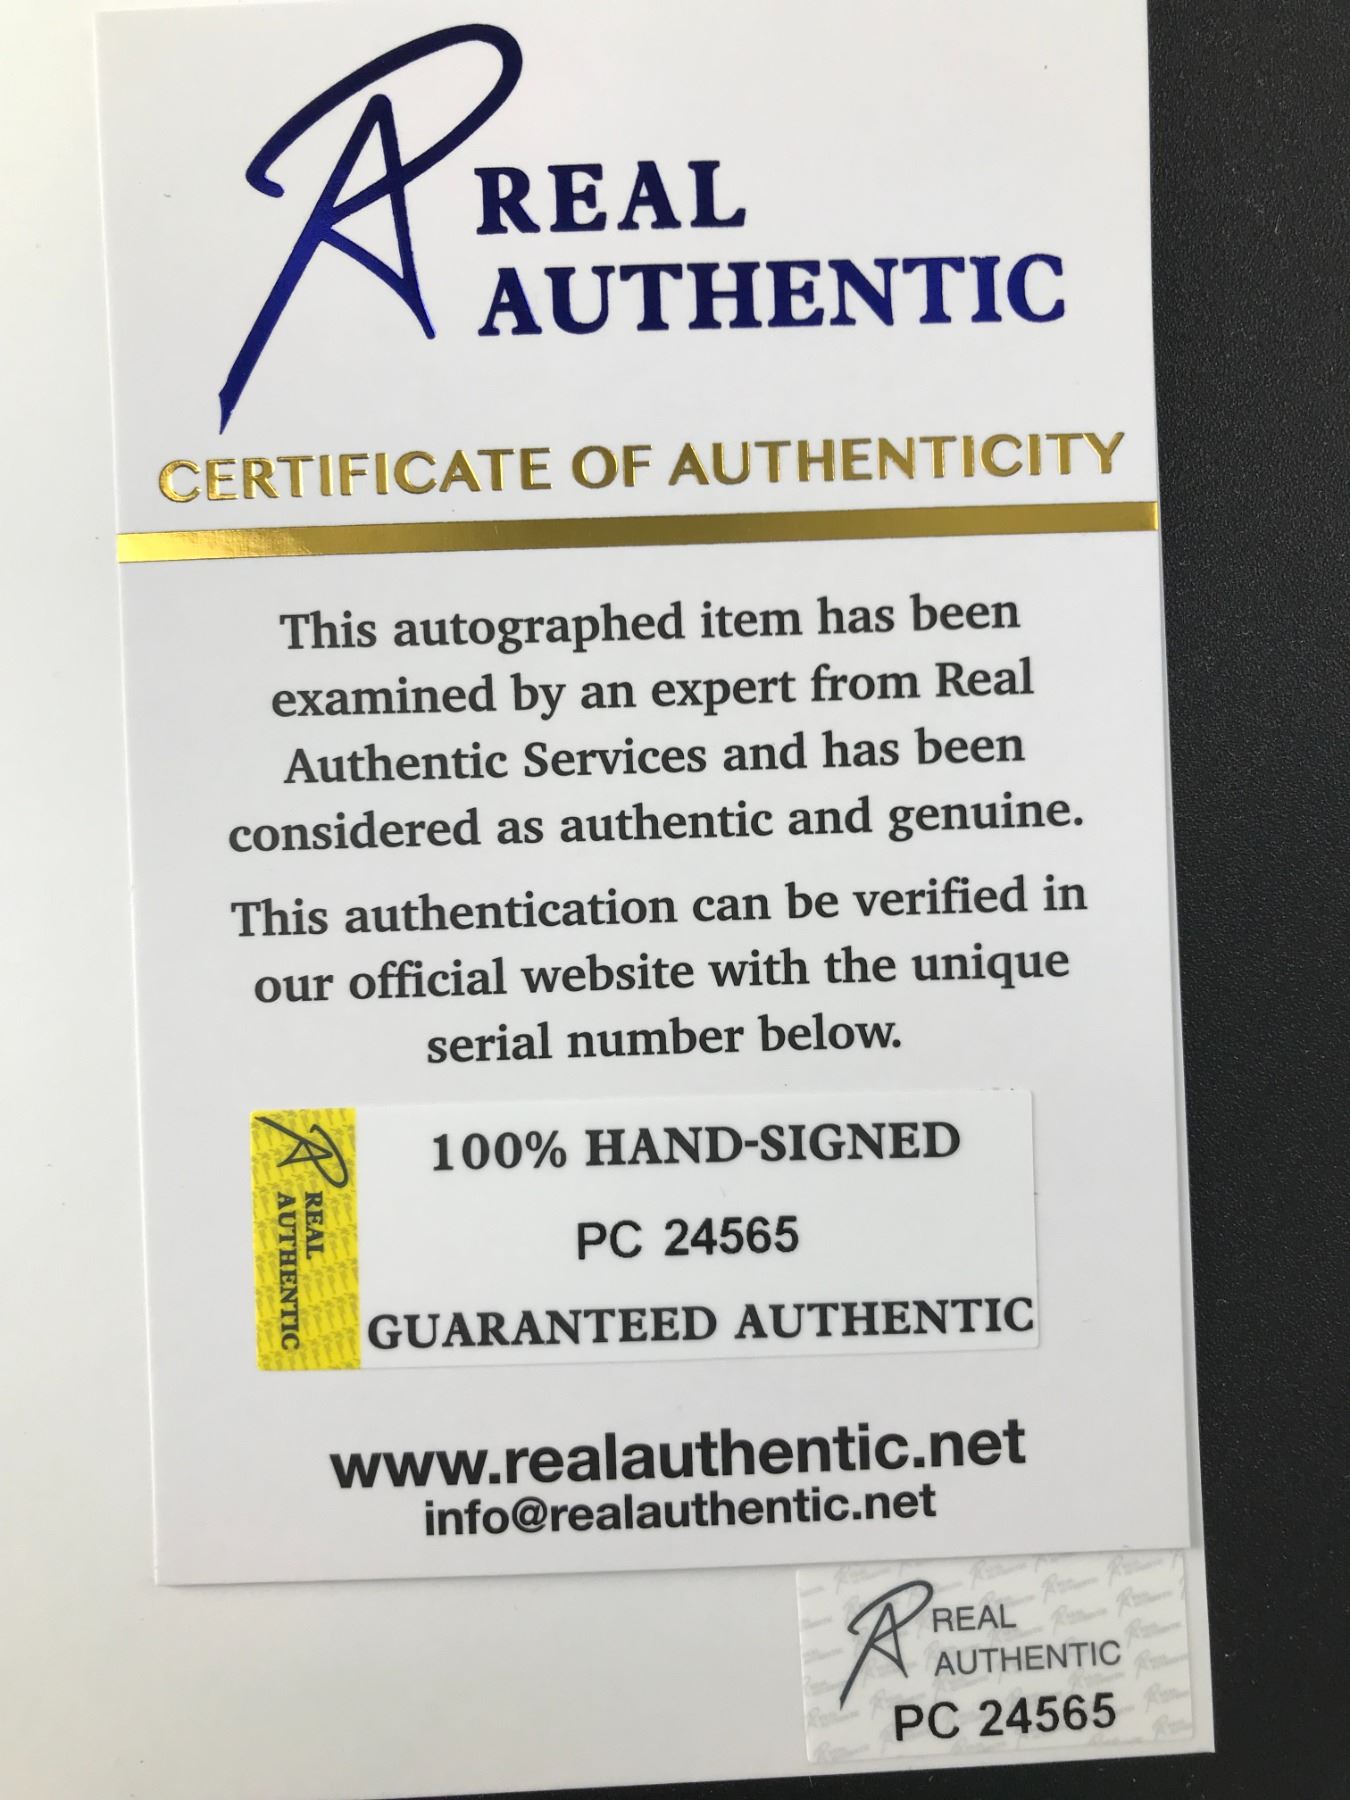 REAL
AUTHENTIC
CERTIFICATE OF AUTHENTICITY
This autographed item has been
examined by an expert from Real
Authentic Services and has been
considered as authentic and genuine.
This authentication can be verified in
our official website with the unique
serial number below.
REAL
AUTHENTIC
100% HAND-SIGNED
PC 24565
GUARANTEED AUTHENTIC
www.realauthentic.net
info@realauthentic.net
REAL
AUTHENTIC
PC 24565